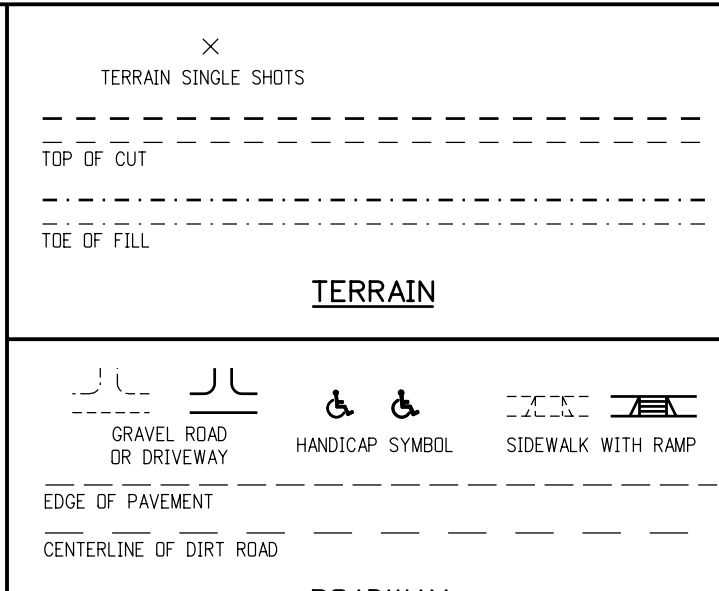 TERRAIN SINGLE SHOTS
TOP OF CUT
TOE OF FILL
TERRAIN
GRAVEL ROAD
OR DRIVEWAY
HANDICAP SYMBOL
SIDEWALK WITH RAMP
EDGE OF PAVEMENT
CENTERLINE OF DIRT ROAD